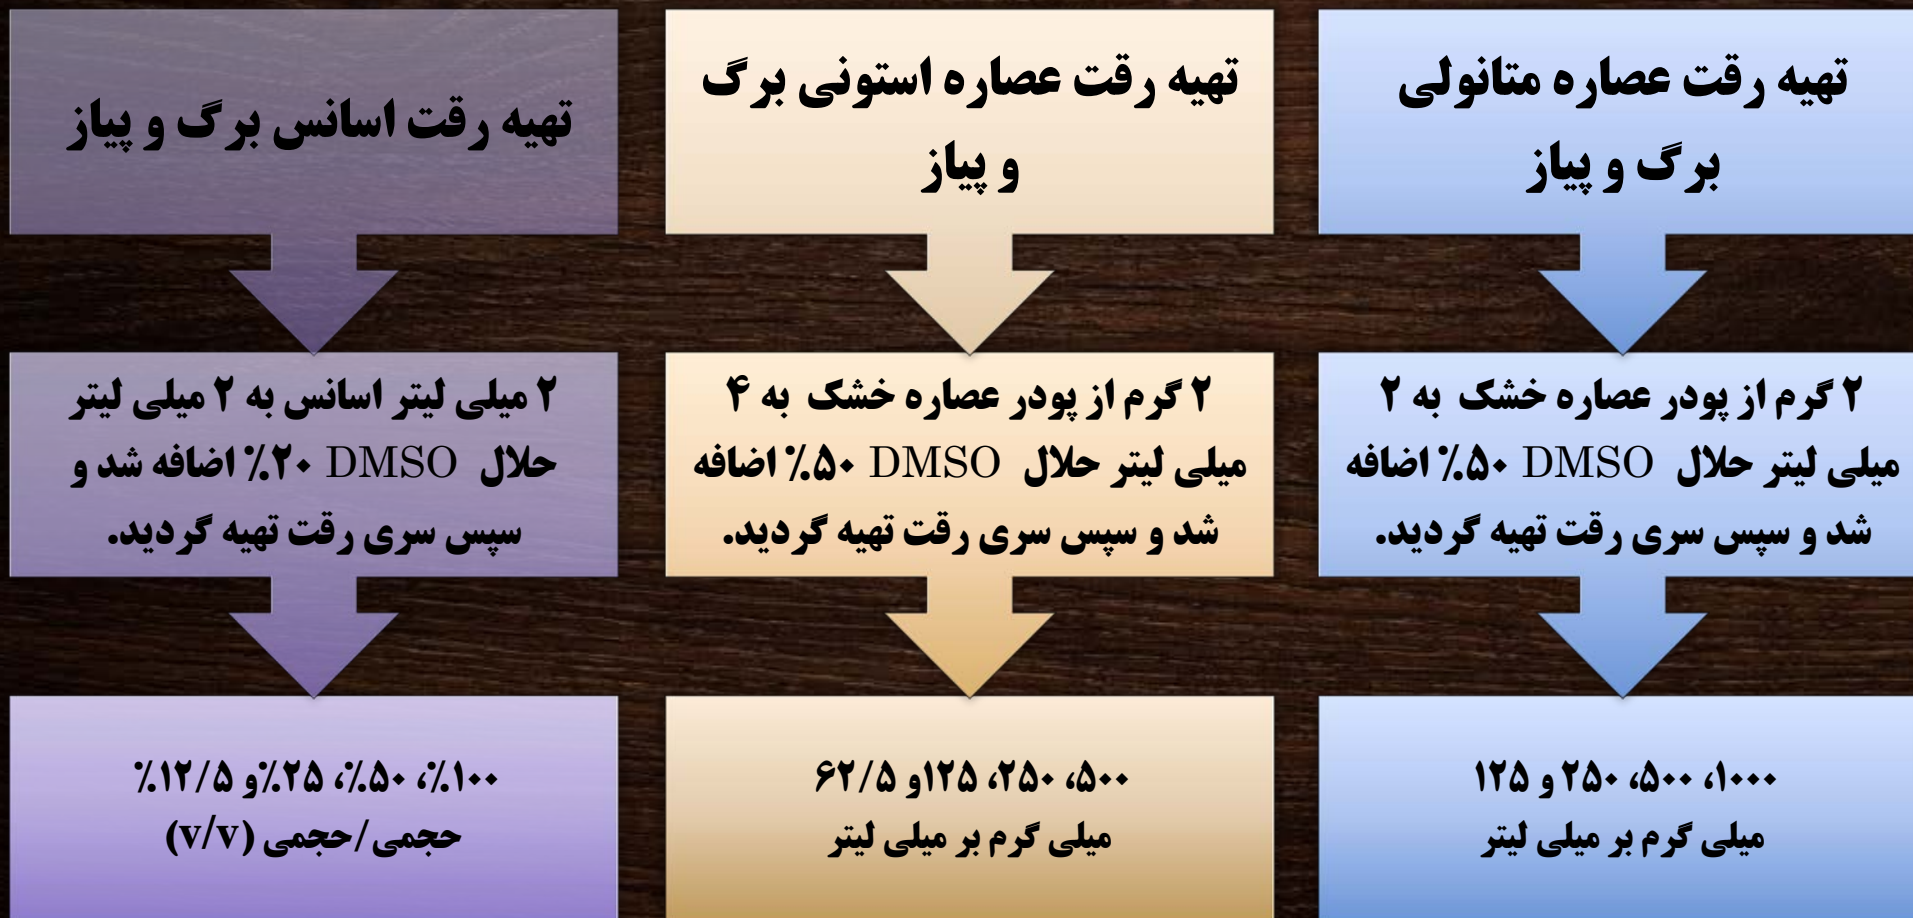 تهیه رقت عصاره متانولی
برگ و پیاز
۲ گرم از پودر عصاره خشک به ۲
میلی لیتر حلال DMSO ۵۰٪ اضافه
شد و سپس سری رقت تهیه گردید.
۱۰۰۰، ۵۰۰، ۲۵۰ و ۱۲۵
میلی گرم بر میلی لیتر
تهیه رقت عصاره استونی برگ
و پیاز
۲ گرم از پودر عصاره خشک به ۴
میلی لیتر حلال DMSO ۵۰٪ اضافه
شد و سپس سری رقت تهیه گردید.
۵۰۰، ۲۵۰، ۱۲۵و ۶۲/۵
میلی گرم بر میلی لیتر
تهیه رقت اسانس برگ و پیاز
۲ میلی لیتر اسانس به ۲ میلی لیتر
حلال DMSO ۲۰٪ اضافه شد و
سپس سری رقت تهیه گردید.
۱۰۰٪، ۵۰٪، ۲۵٪و ۱۲/۵٪
حجمی/حجمی (v/v)